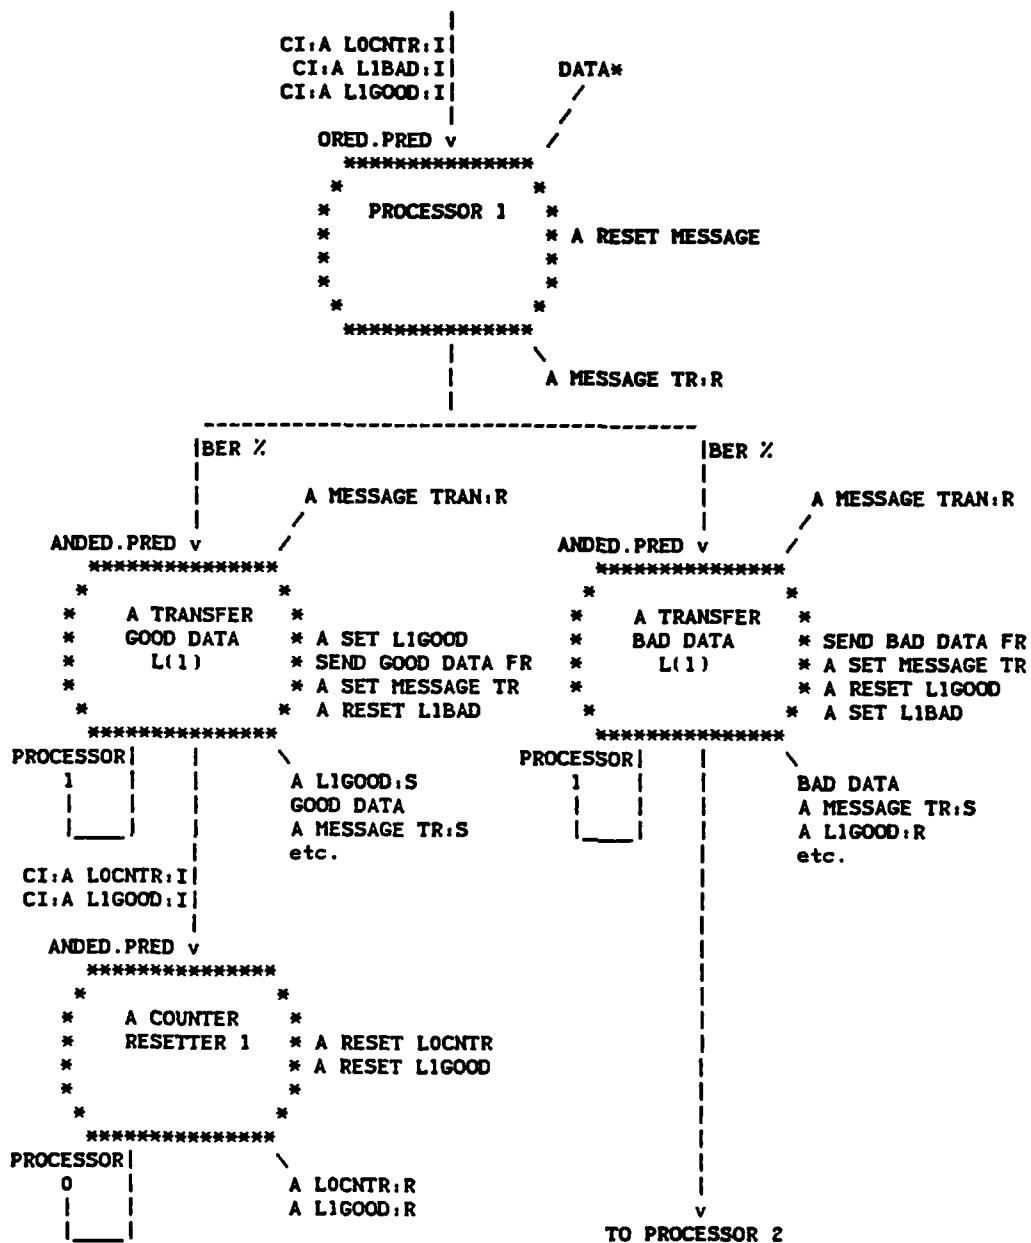 CI:A L0CNTR:I
CI:A L1BAD:I DATA*
CI:A L1GOOD:I
ORED.PRED v
PROCESSOR 1
A RESET MESSAGE
A MESSAGE TR:R
BER % BER %
A MESSAGE TRAN:R A MESSAGE TRAN:R
ANDED.PRED v ANDED.PRED v
A TRANSFER A TRANSFER
GOOD DATA A SET L1GOOD BAD DATA SEND BAD DATA FR
L(1) SEND GOOD DATA FR L(1) A SET MESSAGE TR
A SET MESSAGE TR A RESET L1GOOD
A RESET L1BAD A SET L1BAD
PROCESSOR PROCESSOR
1 A L1GOOD:S 1 BAD DATA
GOOD DATA A MESSAGE TR:S
A MESSAGE TR:S A L1GOOD:R
etc. etc.
CI:A L0CNTR:I
CI:A L1GOOD:I
ANDED.PRED v
A COUNTER
RESETTER 1 A RESET L0CNTR
A RESET L1GOOD
PROCESSOR
0 A L0CNTR:R
A L1GOOD:R v
TO PROCESSOR 2